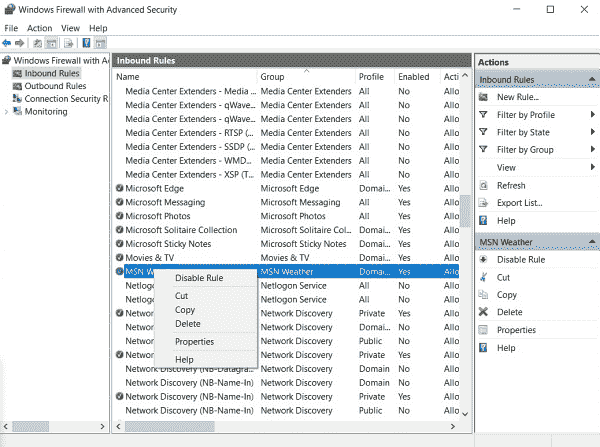 Windows Firewall with Advanced Security
File Action View Help
Windows Firewall with A
Inbound Rules
Outbound Rules
Connection Security R
Monitoring
Inbound Rules
Name Group Profile Enabled Acti
Media Center Extenders - Media ... Media Center Extenders All No Allo
Media Center Extenders - qWave... Media Center Extenders All No Allo
Media Center Extenders - qWave... Media Center Extenders All No Allo
Media Center Extenders - RTSP (... Media Center Extenders All No Allo
Media Center Extenders - SSDP (... Media Center Extenders All No Allo
Media Center Extenders - WMD... Media Center Extenders All No Allo
Media Center Extenders - XSP (T... Media Center Extenders All No Allo
Microsoft Edge Microsoft Edge Domai... Yes Allo
Microsoft Messaging Microsoft Messaging All Yes Allo
Microsoft Photos Microsoft Photos All Yes Allo
Microsoft Solitaire Collection Microsoft Solitaire Collect... Domai... Yes Allo
Microsoft Sticky Notes Microsoft Sticky Notes Domai... Yes Allo
Movies & TV Movies & TV Domai... Yes Allo
MSN W MSN Weather Domai... Yes Allo
Netlog Netlogon Service All No Allo
Netlog Netlogon Service All No Allo
Netwo Network Discovery Private Yes Allo
Netwo Network Discovery Domai... No Allo
Netwo Network Discovery Public No Allo
Netwo Network Discovery Private Yes Allo
Network Discovery (NB-Datagra... Network Discovery Domain No Allo
Network Discovery (NB-Name-In) Network Discovery Domain No Allo
Network Discovery (NB-Name-In) Network Discovery Private Yes Allo
Network Discovery (NB-Name-In) Network Discovery Public No Allo
Disable Rule
Cut
Copy
Delete
Properties
Help
Actions
Inbound Rules
New Rule...
Filter by Profile
Filter by State
Filter by Group
View
Refresh
Export List...
Help
MSN Weather
Disable Rule
Cut
Copy
Delete
Properties
Help